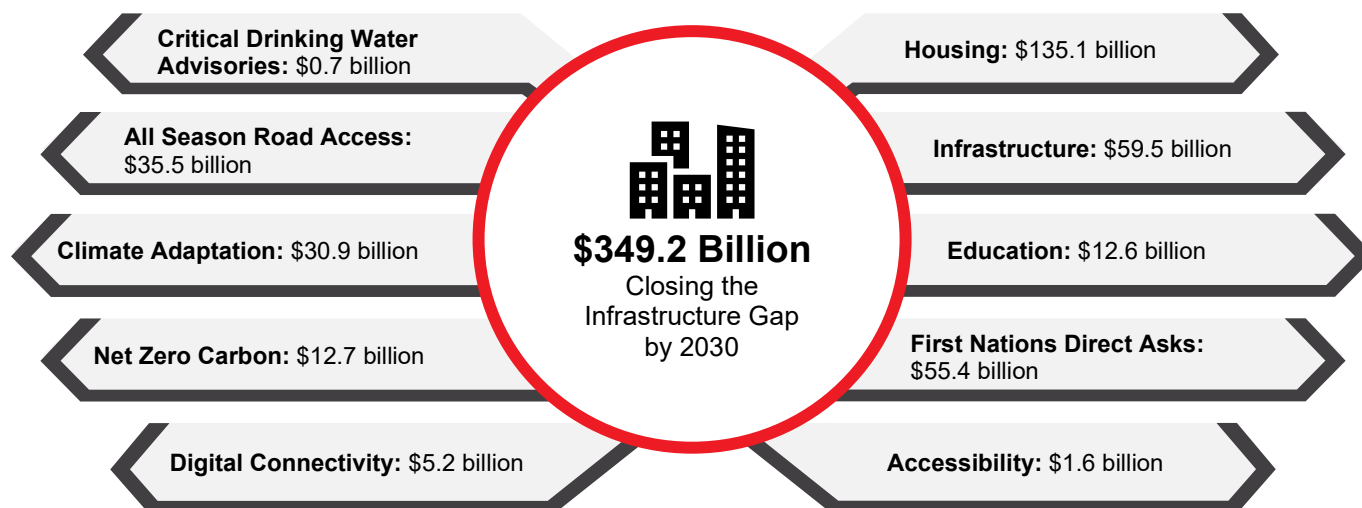 Critical Drinking Water
Advisories: $0.7 billion
All Season Road Access:
$35.5 billion
Climate Adaptation: $30.9 billion
Net Zero Carbon: $12.7 billion
Digital Connectivity: $5.2 billion
$349.2 Billion
Closing the
Infrastructure Gap
by 2030
Housing: $135.1 billion
Infrastructure: $59.5 billion
Education: $12.6 billion
First Nations Direct Asks:
$55.4 billion
Accessibility: $1.6 billion